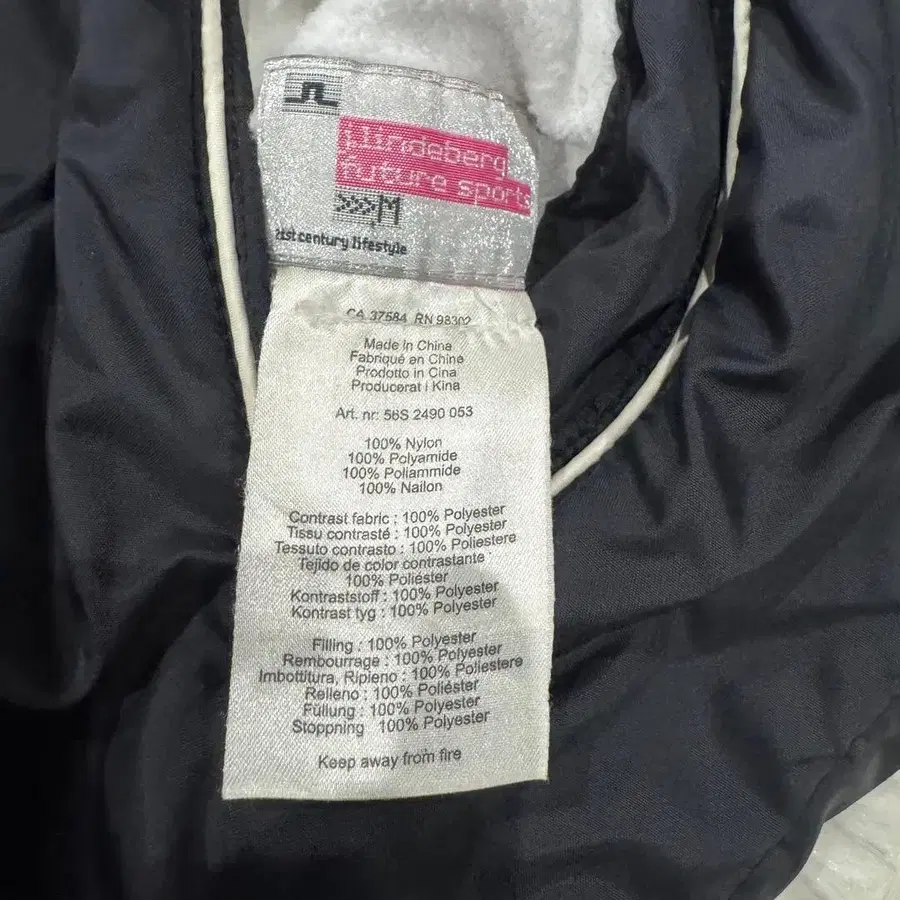 JL
j.lindeberg
future sports
>>>M
21st century lifestyle
CA 37584 RN 98302
Made in China
Fabriqué en Chine
Prodotto in Cina
Producerat i Kina
Art. nr: 56S 2490 053
100% Nylon
100% Polyamide
100% Poliammide
100% Nailon
Contrast fabric : 100% Polyester
Tissu contrasté : 100% Polyester
Tessuto contrasto : 100% Poliestere
Tejido de color contrastante
100% Poliéster
Kontraststoff : 100% Polyester
Kontrast tyg : 100% Polyester
Filling : 100% Polyester
Rembourrage : 100% Polyester
Imbottitura, Ripieno : 100% Poliestere
Relleno : 100% Poliéster
Füllung : 100% Polyester
Stoppning 100% Polyester
Keep away from fire